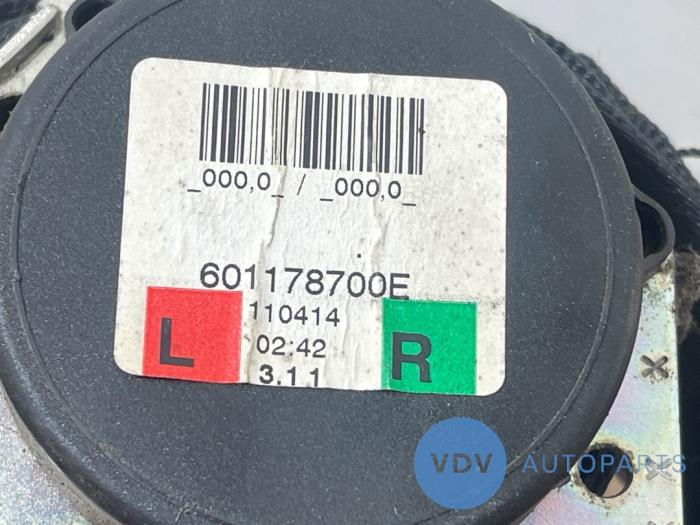 _000,0_ / _000,0_
601178700E
L 110414 R
02:42
3.1 1
VDV AUTOPARTS